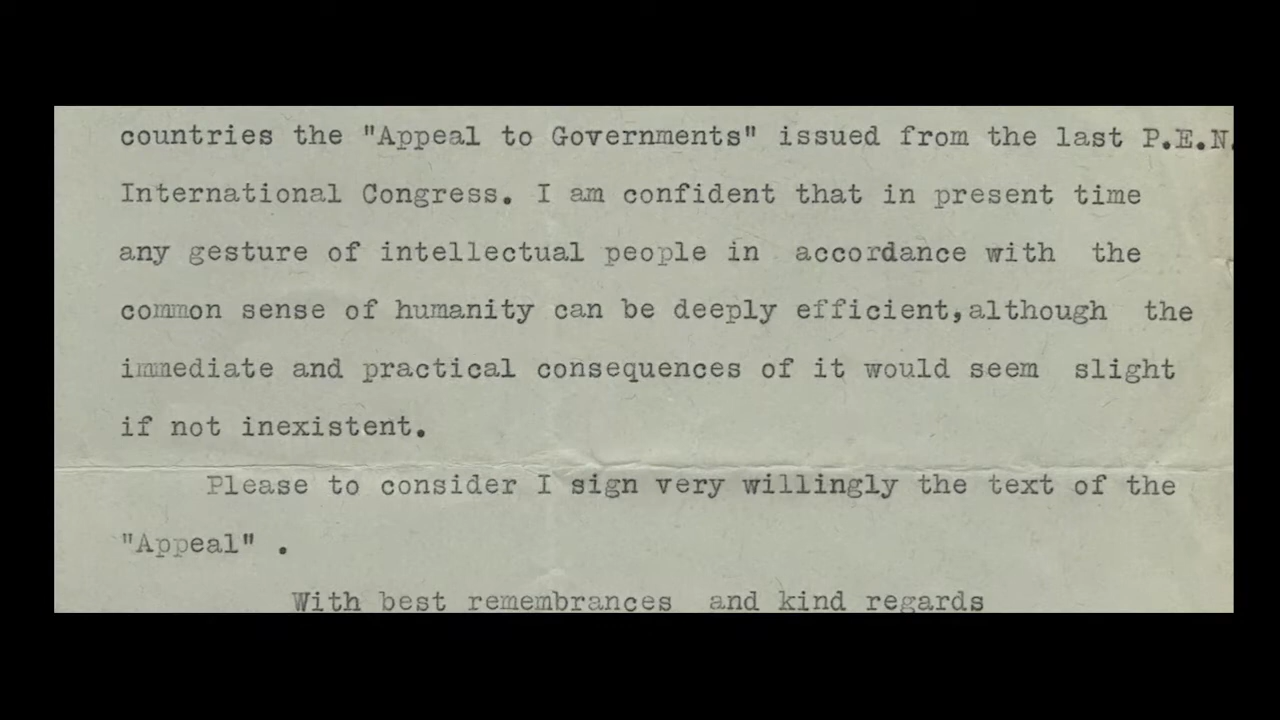 countries the "Appeal to Governments" issued from the last P.E.N.
International Congress. I am confident that in present time
any gesture of intellectual people in accordance with the
common sense of humanity can be deeply efficient,although the
immediate and practical consequences of it would seem slight
if not inexistent.
Please to consider I sign very willingly the text of the
"Appeal" .
With best remembrances and kind regards